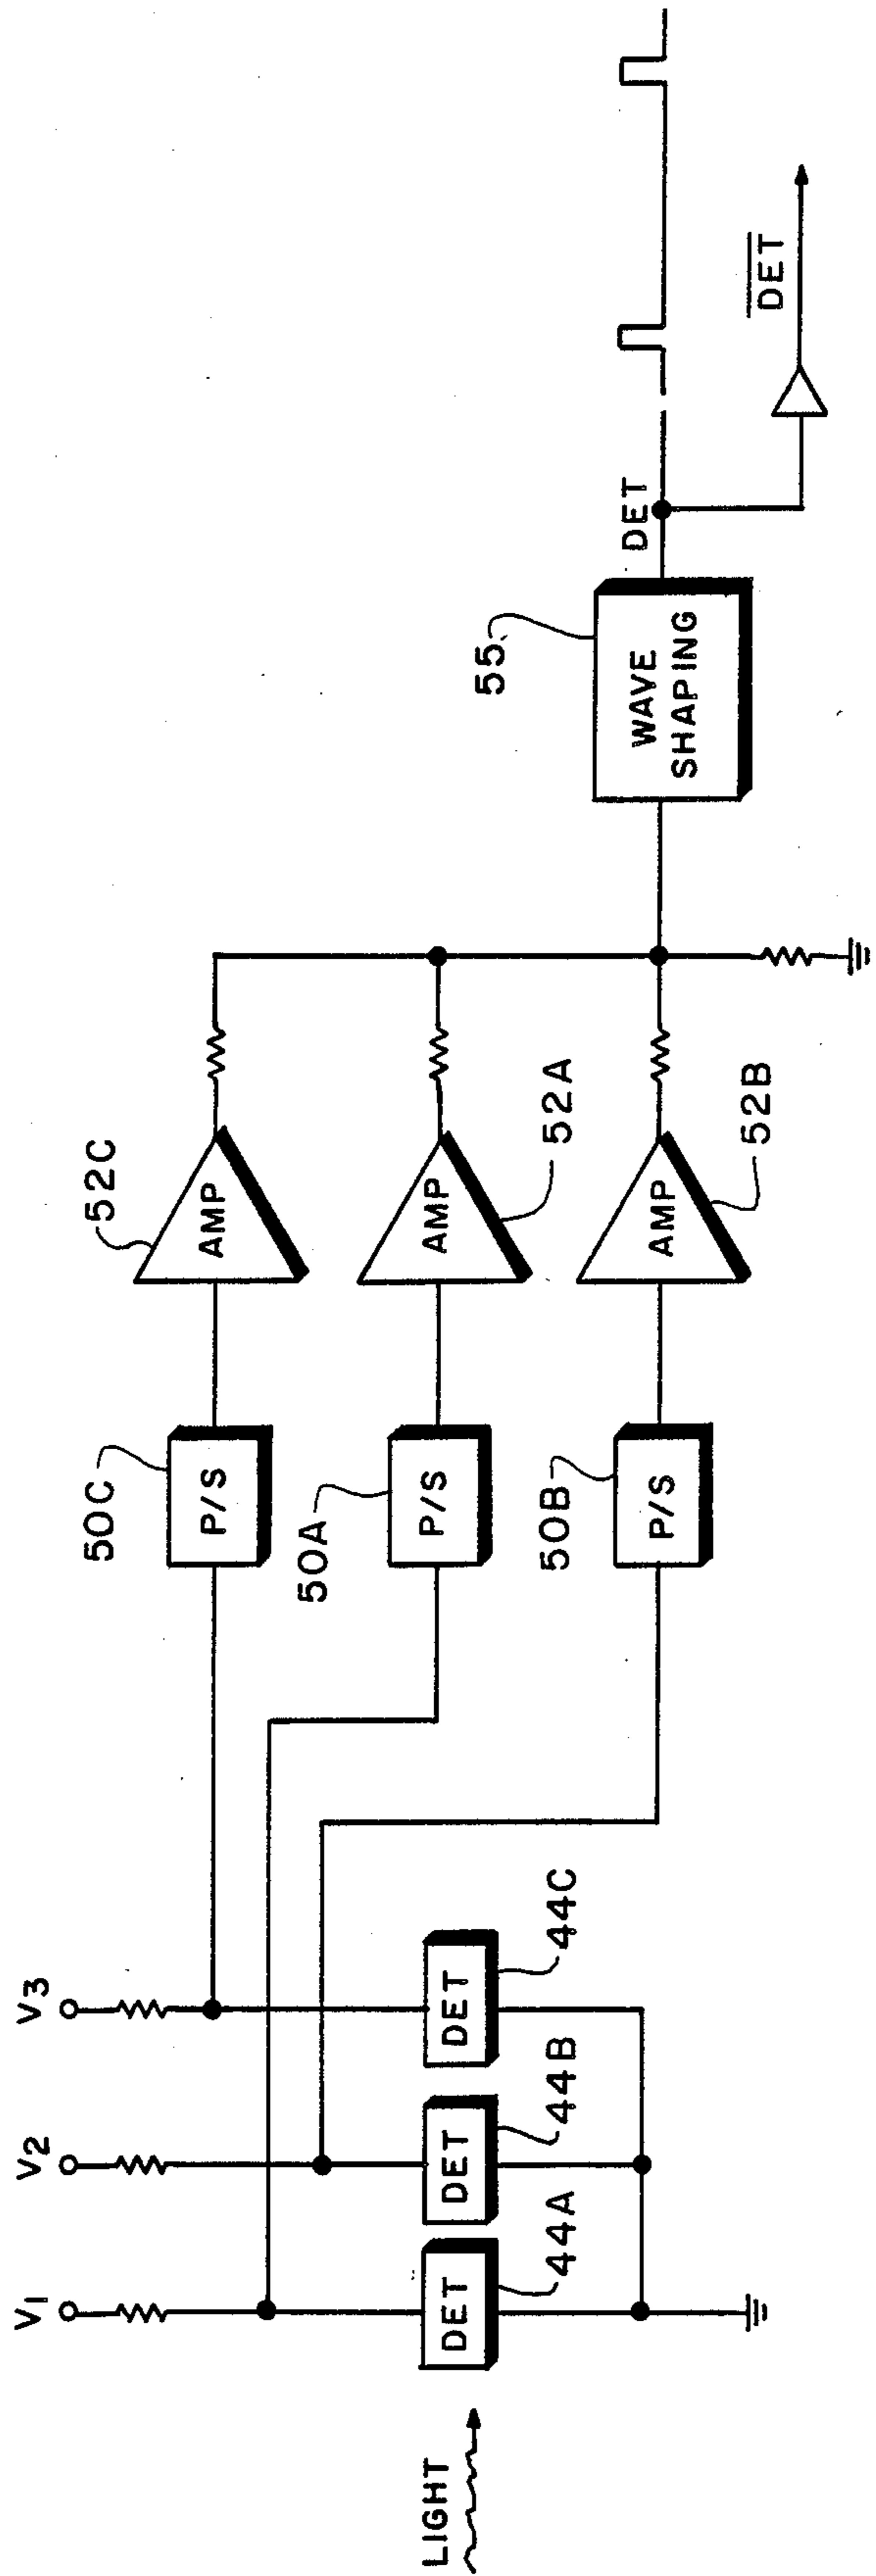 V1
V2
V3
LIGHT
DET
44A
DET
44B
DET
44C
50C
P/S
50A
P/S
50B
P/S
52C
AMP
AMP
52A
AMP
52B
55
WAVE
SHAPING
DET
DET